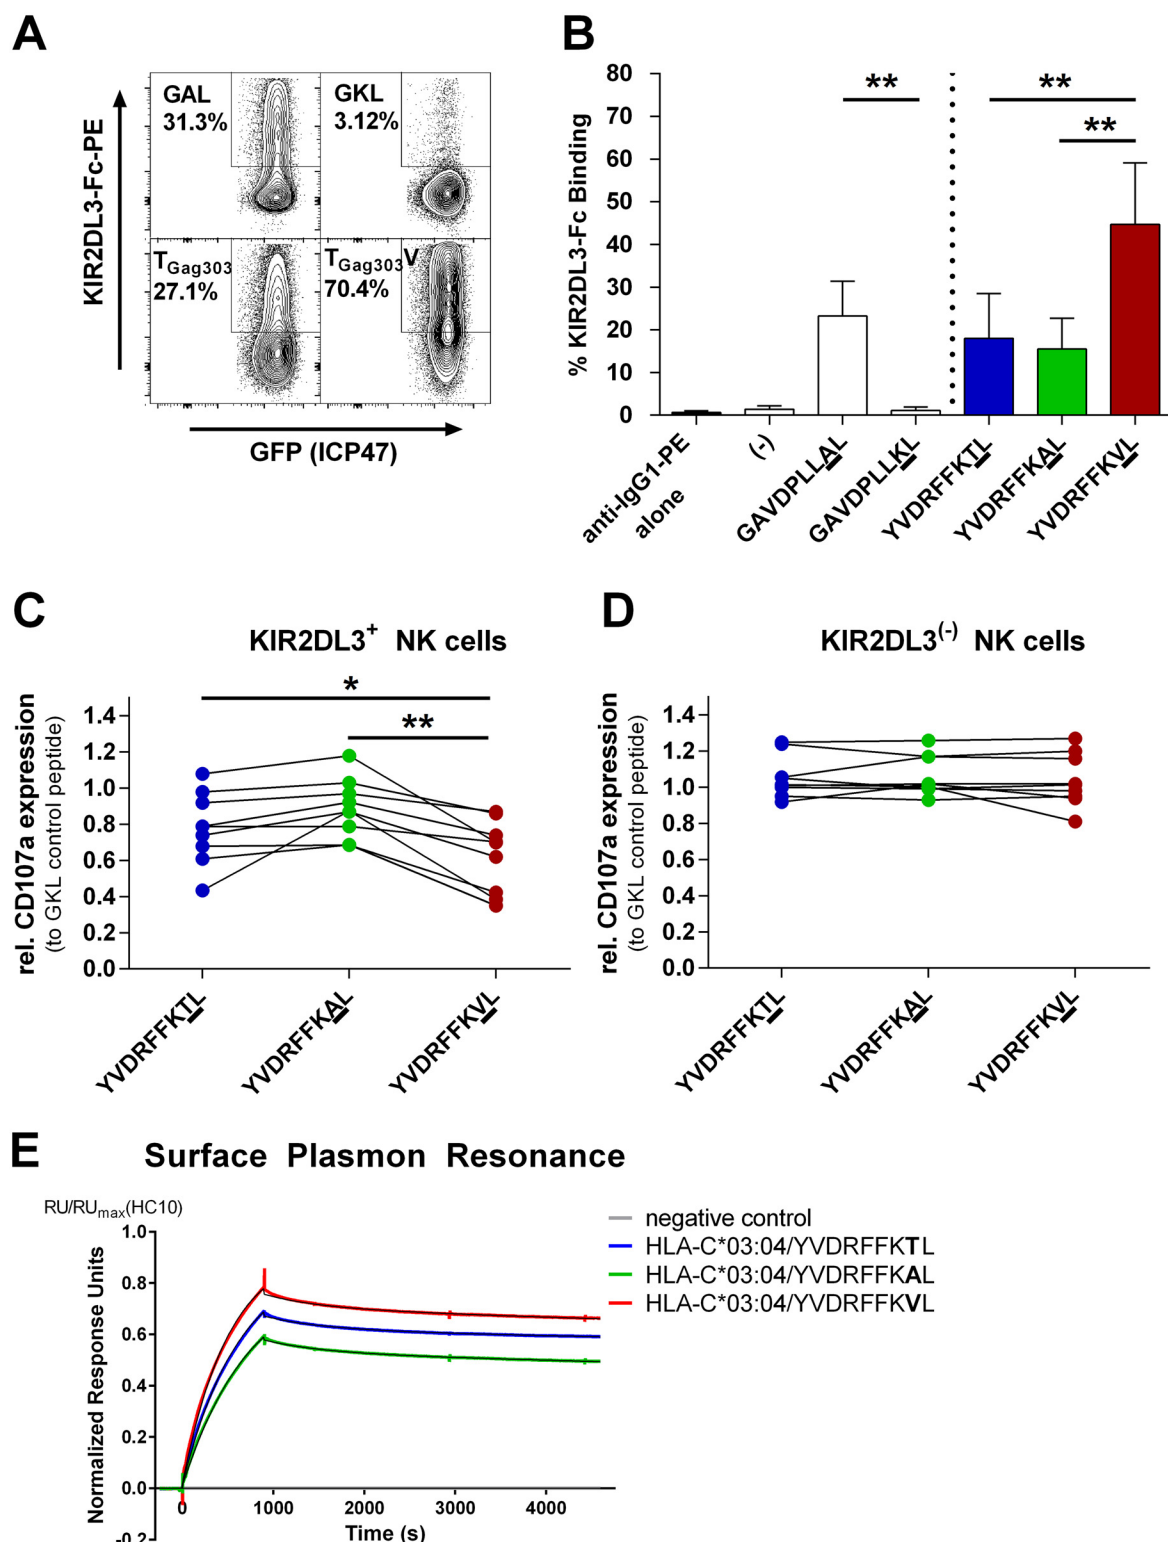 A
KIR2DL3-Fc-PE
GAL
31.3%
GKL
3.12%
TGag303
27.1%
TGag303V
70.4%
GFP (ICP47)
B
% KIR2DL3-Fc Binding
80
70
60
50
40
30
20
10
0
**
**
**
anti-IgG1-PE
alone
(-)
GAVDPLLAL
GAVDPLLKL
YVDRFFKTL
YVDRFFKAL
YVDRFFKVL
C
KIR2DL3+ NK cells
rel. CD107a expression
(to GKL control peptide)
*
**
1.4
1.2
1.0
0.8
0.6
0.4
0.2
0.0
YVDRFFKTL
YVDRFFKAL
YVDRFFKVL
D
KIR2DL3(-) NK cells
rel. CD107a expression
(to GKL control peptide)
1.4
1.2
1.0
0.8
0.6
0.4
0.2
0.0
YVDRFFKTL
YVDRFFKAL
YVDRFFKVL
E
Surface Plasmon Resonance
RU/RUmax(HC10)
Normalized Response Units
1.0
0.8
0.6
0.4
0.2
0.0
-0.2
0
1000
2000
3000
4000
Time (s)
negative control
HLA-C*03:04/YVDRFFKTL
HLA-C*03:04/YVDRFFKAL
HLA-C*03:04/YVDRFFKVL